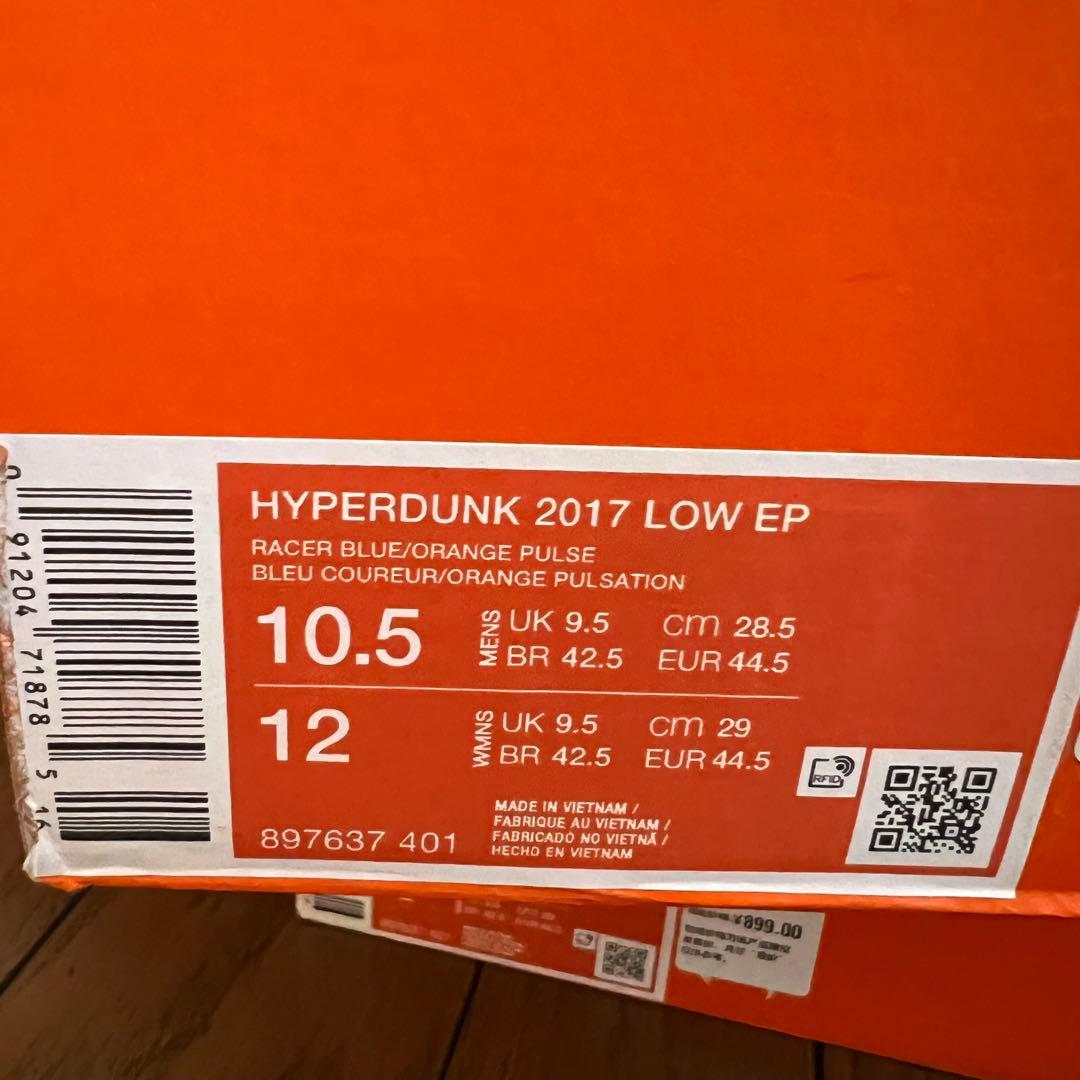 0 91204 71878 5 16
HYPERDUNK 2017 LOW EP
RACER BLUE/ORANGE PULSE
BLEU COUREUR/ORANGE PULSATION
10.5 MENS UK 9.5 cm 28.5
BR 42.5 EUR 44.5
12 WMNS UK 9.5 cm 29
BR 42.5 EUR 44.5
RFID
MADE IN VIETNAM /
FABRIQUE AU VIETNAM /
FABRICADO NO VIETNÃ /
HECHO EN VIETNAM
897637 401
¥899.00